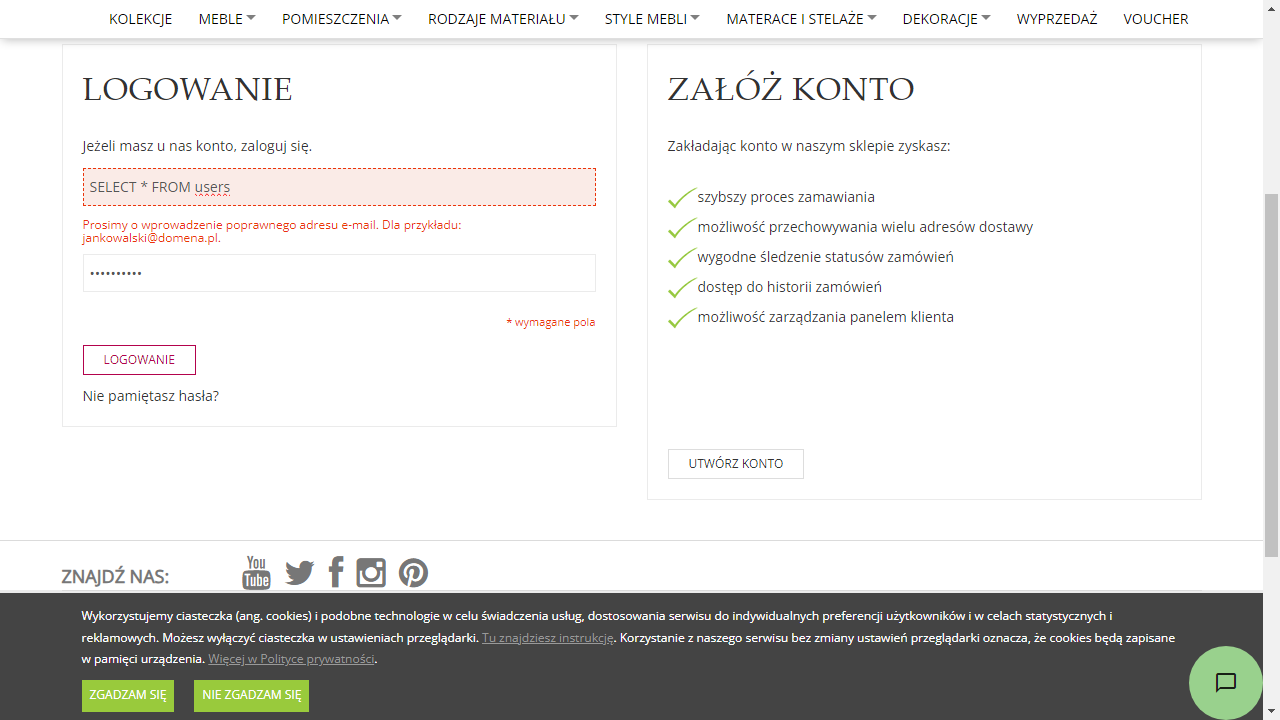 KOLEKCJE MEBLE POMIESZCZENIA RODZAJE MATERIAŁU STYLE MEBLI MATERACE I STELAŻE DEKORACJE WYPRZEDAŻ VOUCHER
LOGOWANIE
Jeżeli masz u nas konto, zaloguj się.
SELECT * FROM users
Prosimy o wprowadzenie poprawnego adresu e-mail. Dla przykładu:
jankowalski@domena.pl.
••••••••••
* wymagane pola
LOGOWANIE
Nie pamiętasz hasła?
ZAŁÓŻ KONTO
Zakładając konto w naszym sklepie zyskasz:
szybszy proces zamawiania
możliwość przechowywania wielu adresów dostawy
wygodne śledzenie statusów zamówień
dostęp do historii zamówień
możliwość zarządzania panelem klienta
UTWÓRZ KONTO
ZNAJDŹ NAS:
You
Tube
Wykorzystujemy ciasteczka (ang. cookies) i podobne technologie w celu świadczenia usług, dostosowania serwisu do indywidualnych preferencji użytkowników i w celach statystycznych i
reklamowych. Możesz wyłączyć ciasteczka w ustawieniach przeglądarki. Tu znajdziesz instrukcję. Korzystanie z naszego serwisu bez zmiany ustawień przeglądarki oznacza, że cookies będą zapisane
w pamięci urządzenia. Więcej w Polityce prywatności.
ZGADZAM SIĘ NIE ZGADZAM SIĘ